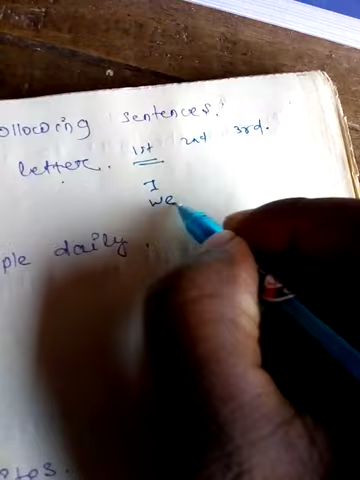 ollowing sentences.
letter. 1st 2nd 3rd.
I
we
ple daily.